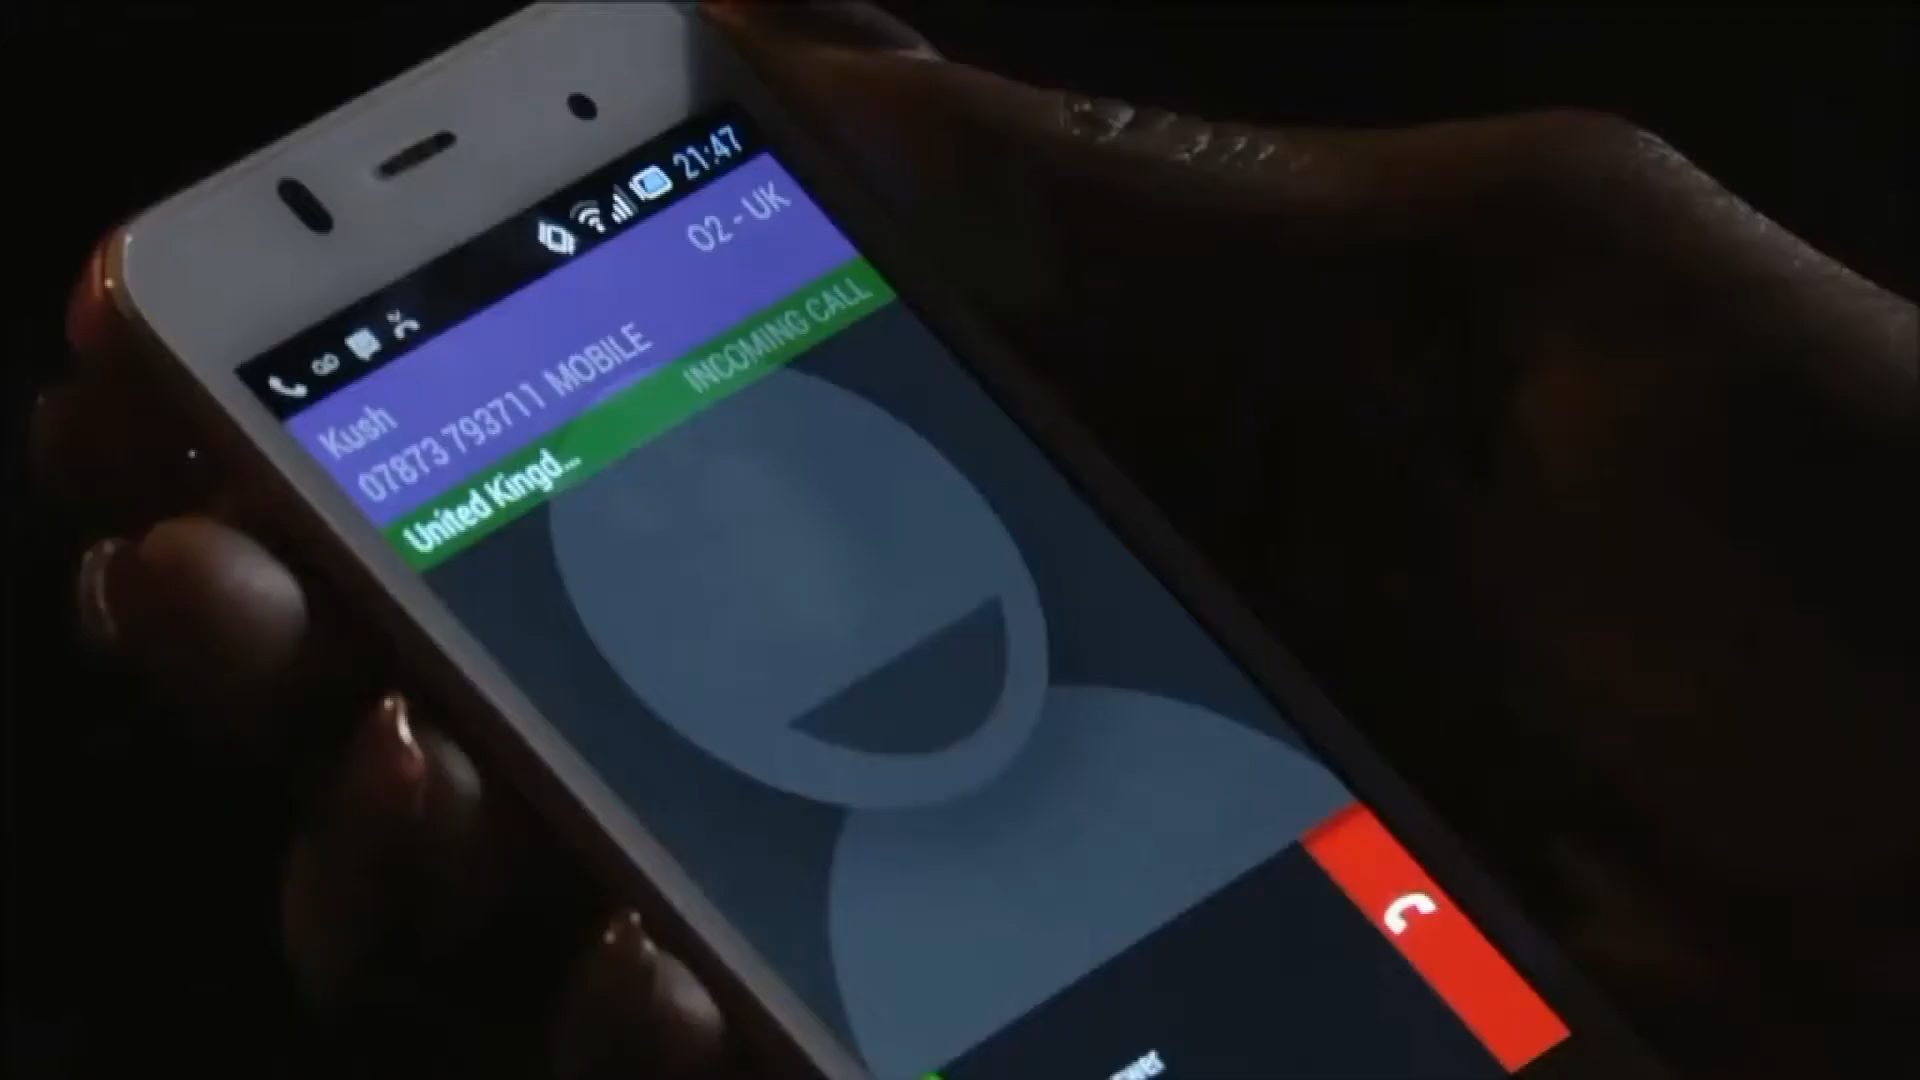 21:47
O2 - UK
Kush
07873 793711 MOBILE
INCOMING CALL
United Kingd...